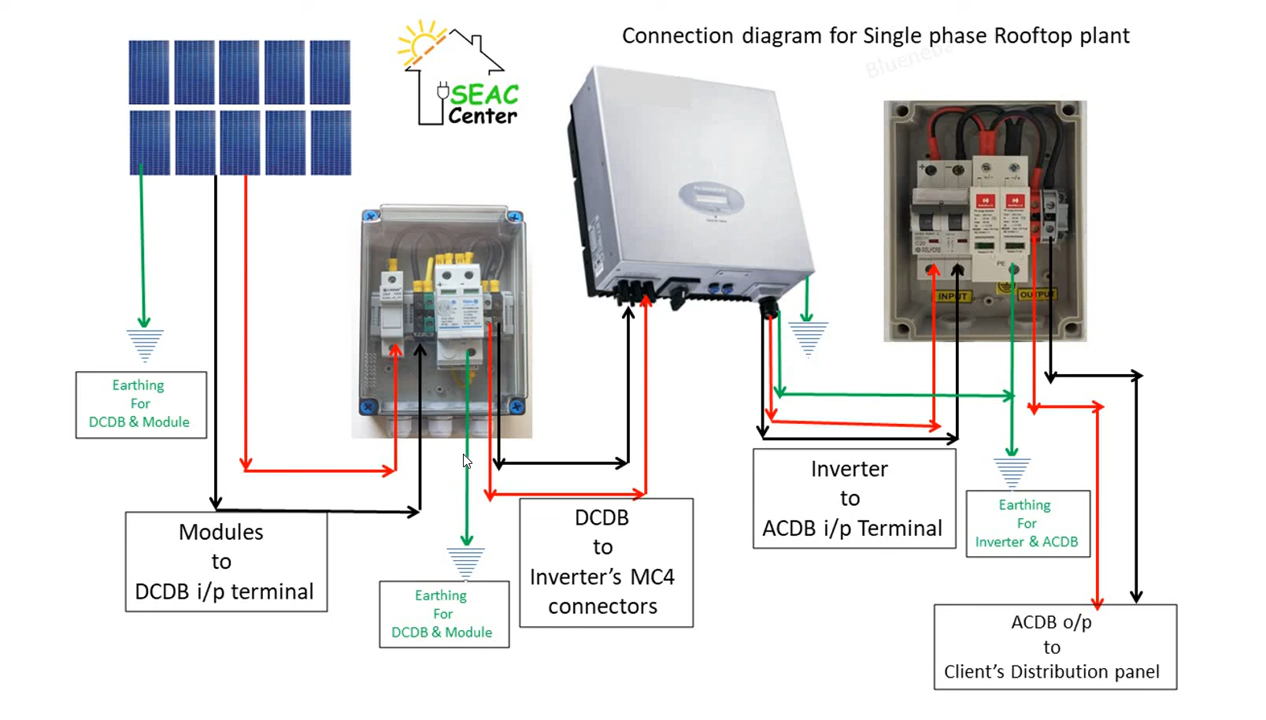 Connection diagram for Single phase Rooftop plant
SEAC
Center
INPUT
OUTPUT
PE
C20
Earthing
For
DCDB & Module
Modules
to
DCDB i/p terminal
Earthing
For
DCDB & Module
DCDB
to
Inverter's MC4
connectors
Inverter
to
ACDB i/p Terminal
Earthing
For
Inverter & ACDB
ACDB o/p
to
Client's Distribution panel